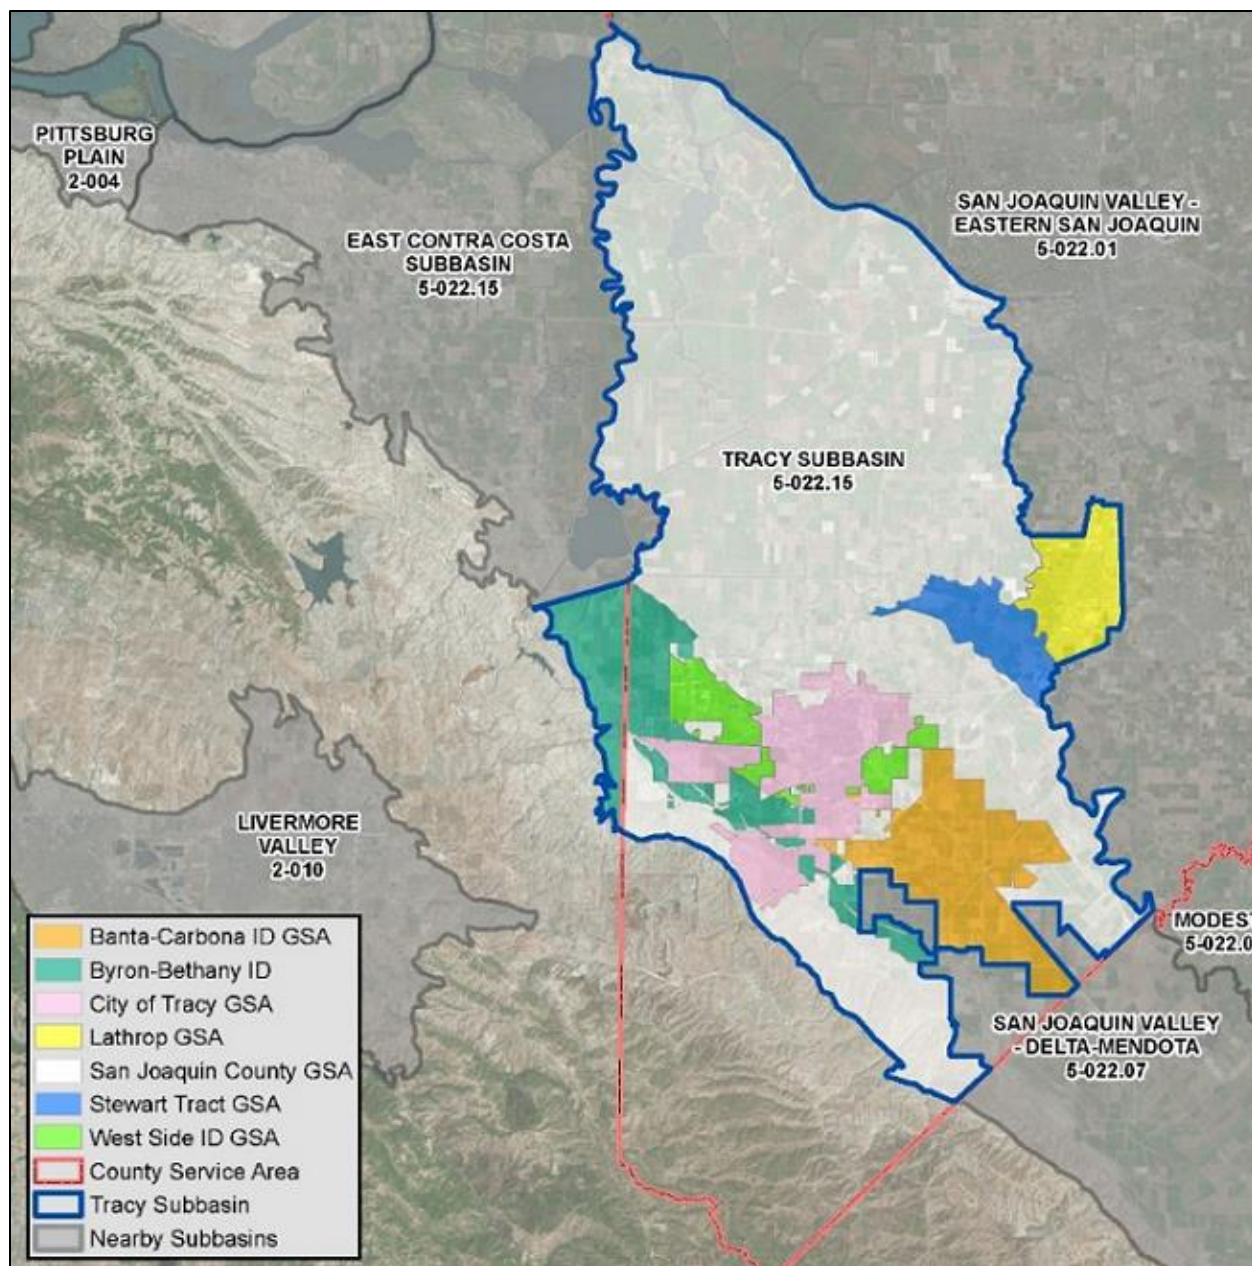 PITTSBURG
PLAIN
2-004
EAST CONTRA COSTA
SUBBASIN
5-022.15
SAN JOAQUIN VALLEY -
EASTERN SAN JOAQUIN
5-022.01
TRACY SUBBASIN
5-022.15
LIVERMORE
VALLEY
2-010
MODEST
5-022.0
SAN JOAQUIN VALLEY
- DELTA-MENDOTA
5-022.07
Banta-Carbona ID GSA
Byron-Bethany ID
City of Tracy GSA
Lathrop GSA
San Joaquin County GSA
Stewart Tract GSA
West Side ID GSA
County Service Area
Tracy Subbasin
Nearby Subbasins